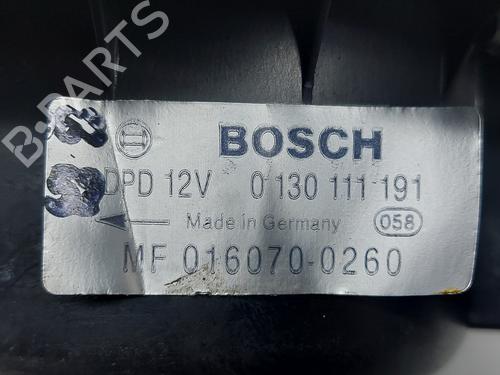 BOSCH
DPD 12V 0 130 111 191
Made in Germany 058
MF 016070-0260
B-PARTS